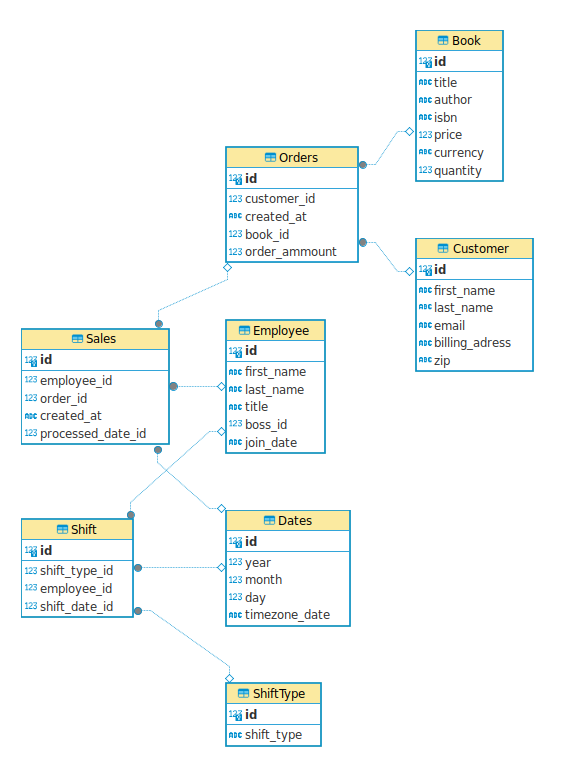 Book
123 id
ABC title
ABC author
ABC isbn
123 price
ABC currency
123 quantity
Orders
123 id
123 customer_id
ABC created_at
123 book_id
123 order_ammount
Customer
123 id
ABC first_name
ABC last_name
ABC email
ABC billing_adress
ABC zip
Sales
123 id
123 employee_id
123 order_id
ABC created_at
123 processed_date_id
Employee
123 id
ABC first_name
ABC last_name
ABC title
123 boss_id
ABC join_date
Shift
123 id
123 shift_type_id
123 employee_id
123 shift_date_id
Dates
123 id
123 year
123 month
123 day
ABC timezone_date
ShiftType
123 id
ABC shift_type